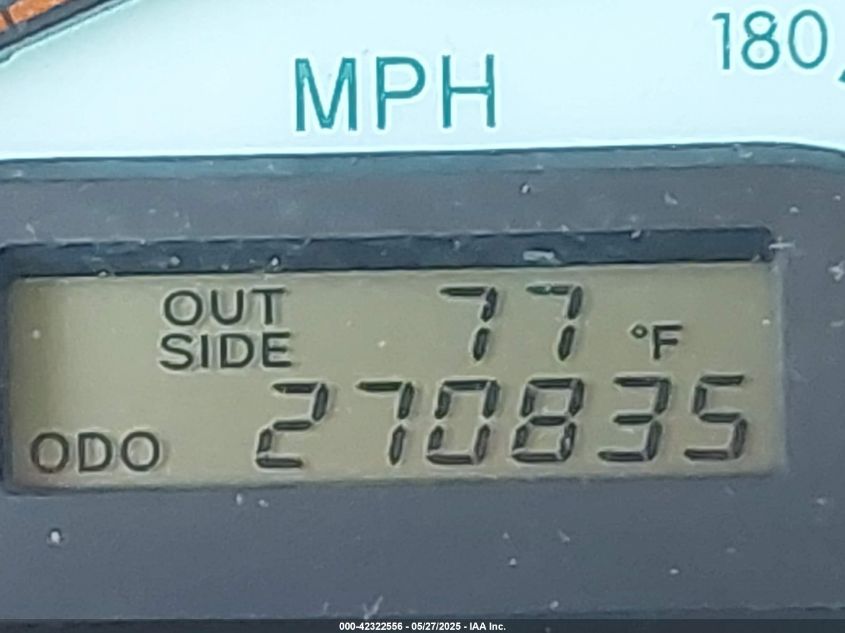 180
MPH
OUT SIDE 77 °F
ODO 270835
000-42322556 - 05/27/2025 - IAA Inc.